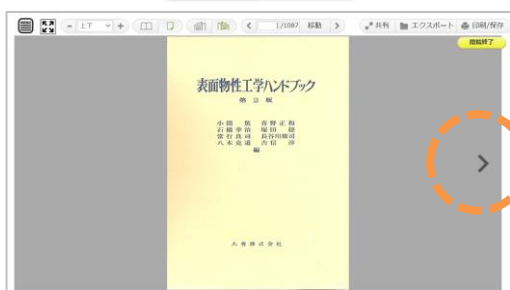 上下
1/1087 移動
共有 エクスポート 印刷/保存
閲覧終了
表面物性工学ハンドブック
第2版
小間 篤 青野正和
石橋幸治 塚田 捷
常行真司 長谷川修司
八木克道 吉信 淳
編
丸善株式会社